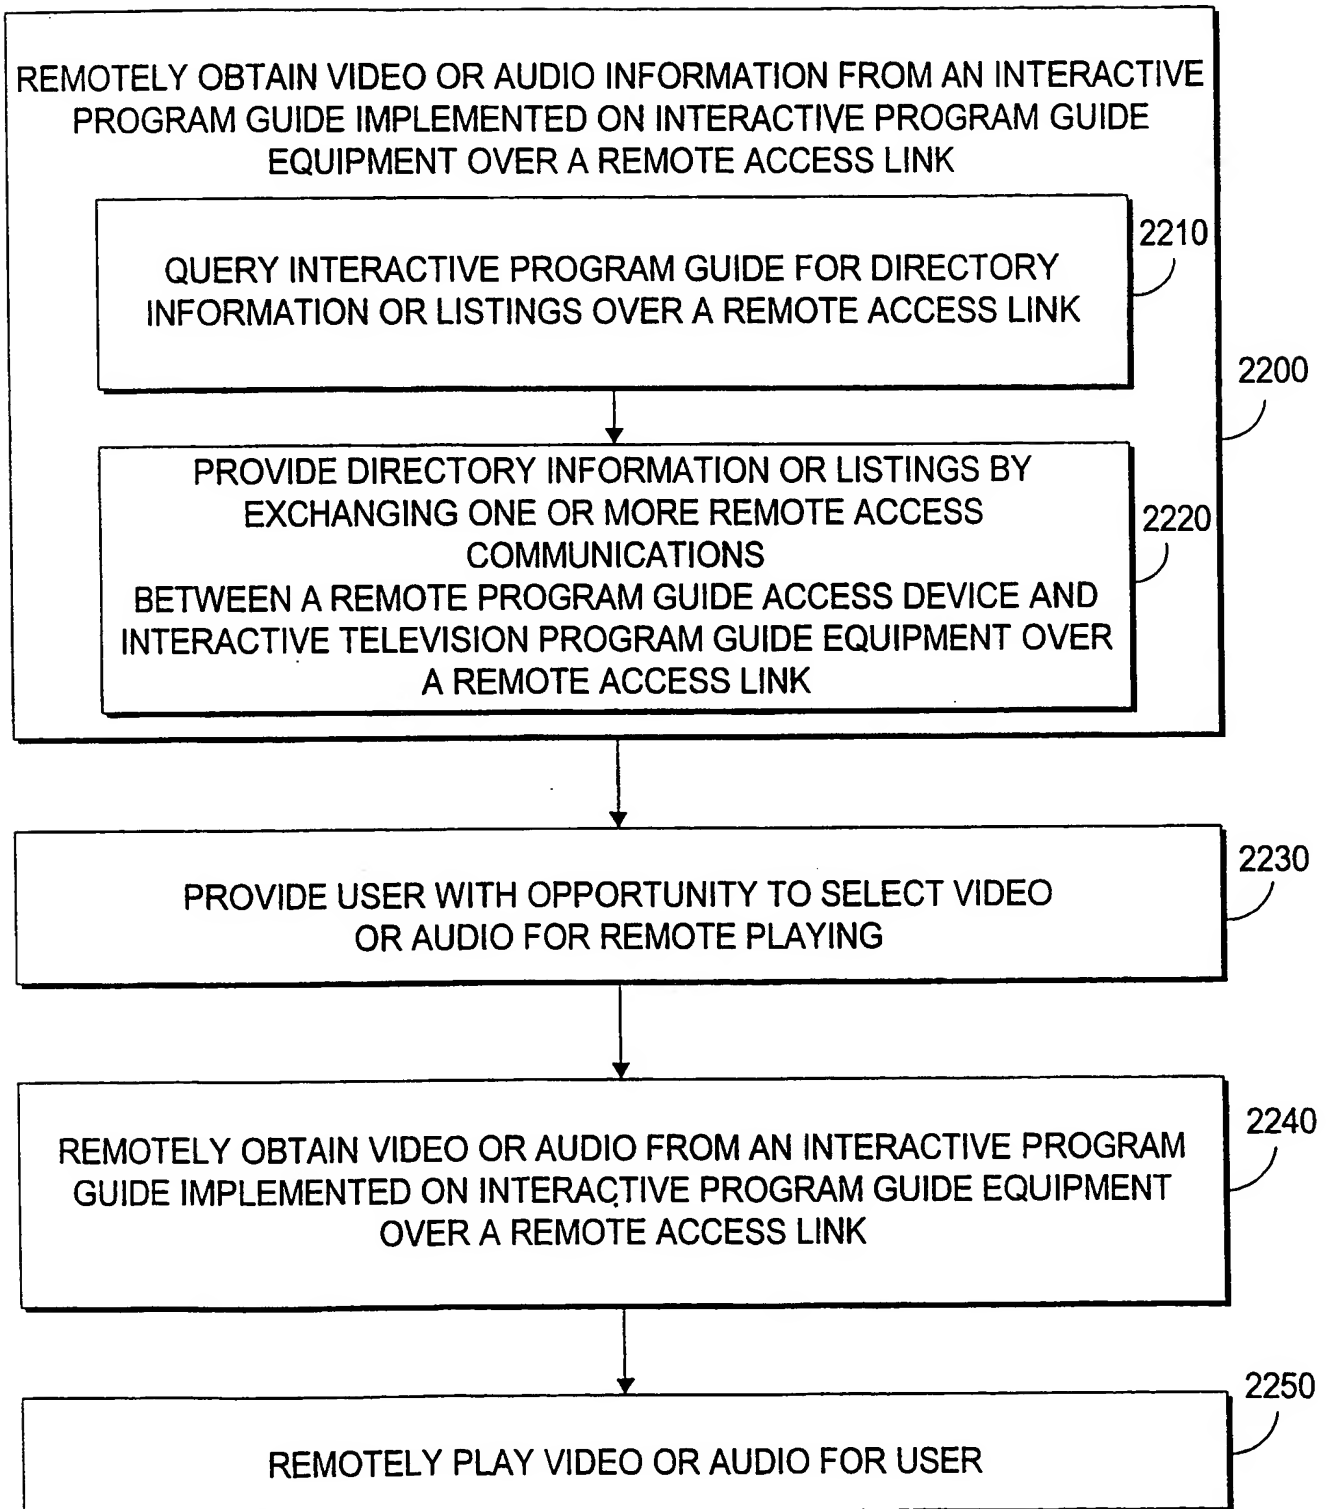 REMOTELY OBTAIN VIDEO OR AUDIO INFORMATION FROM AN INTERACTIVE
PROGRAM GUIDE IMPLEMENTED ON INTERACTIVE PROGRAM GUIDE
EQUIPMENT OVER A REMOTE ACCESS LINK
2210
QUERY INTERACTIVE PROGRAM GUIDE FOR DIRECTORY
INFORMATION OR LISTINGS OVER A REMOTE ACCESS LINK
2200
PROVIDE DIRECTORY INFORMATION OR LISTINGS BY
EXCHANGING ONE OR MORE REMOTE ACCESS
COMMUNICATIONS
BETWEEN A REMOTE PROGRAM GUIDE ACCESS DEVICE AND
INTERACTIVE TELEVISION PROGRAM GUIDE EQUIPMENT OVER
A REMOTE ACCESS LINK
2220
2230
PROVIDE USER WITH OPPORTUNITY TO SELECT VIDEO
OR AUDIO FOR REMOTE PLAYING
2240
REMOTELY OBTAIN VIDEO OR AUDIO FROM AN INTERACTIVE PROGRAM
GUIDE IMPLEMENTED ON INTERACTIVE PROGRAM GUIDE EQUIPMENT
OVER A REMOTE ACCESS LINK
2250
REMOTELY PLAY VIDEO OR AUDIO FOR USER